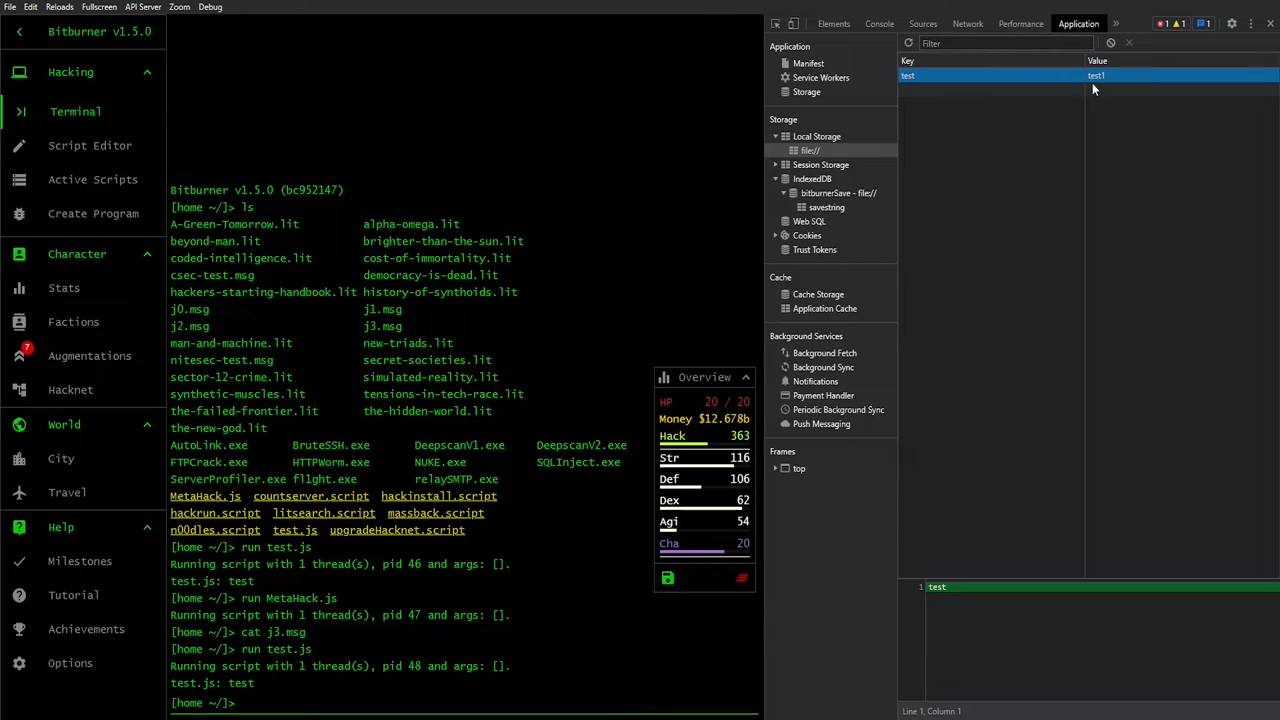 File Edit Reloads Fullscreen API Server Zoom Debug
Bitburner v1.5.0
Hacking
Terminal
Script Editor
Active Scripts
Create Program
Character
Stats
Factions
7
Augmentations
Hacknet
World
City
Travel
Help
Milestones
Tutorial
Achievements
Options
Bitburner v1.5.0 (bc952147)
[home ~/]> ls
A-Green-Tomorrow.lit alpha-omega.lit
beyond-man.lit brighter-than-the-sun.lit
coded-intelligence.lit cost-of-immortality.lit
csec-test.msg democracy-is-dead.lit
hackers-starting-handbook.lit history-of-synthoids.lit
j0.msg j1.msg
j2.msg j3.msg
man-and-machine.lit new-triads.lit
nitesec-test.msg secret-societies.lit
sector-12-crime.lit simulated-reality.lit
synthetic-muscles.lit tensions-in-tech-race.lit
the-failed-frontier.lit the-hidden-world.lit
the-new-god.lit
AutoLink.exe BruteSSH.exe DeepscanV1.exe DeepscanV2.exe
FTPCrack.exe HTTPWorm.exe NUKE.exe SQLInject.exe
ServerProfiler.exe fl1ght.exe relaySMTP.exe
MetaHack.js countserver.script hackinstall.script
hackrun.script litsearch.script massback.script
n00dles.script test.js upgradeHacknet.script
[home ~/]> run test.js
Running script with 1 thread(s), pid 46 and args: [].
test.js: test
[home ~/]> run MetaHack.js
Running script with 1 thread(s), pid 47 and args: [].
[home ~/]> cat j3.msg
[home ~/]> run test.js
Running script with 1 thread(s), pid 48 and args: [].
test.js: test
[home ~/]>
Overview
HP 20 / 20
Money $12.678b
Hack 363
Str 116
Def 106
Dex 62
Agi 54
Cha 20
Elements Console Sources Network Performance Application » 1 1 1
Application
Manifest
Service Workers
Storage
Storage
Local Storage
file://
Session Storage
IndexedDB
bitburnerSave - file://
savestring
Web SQL
Cookies
Trust Tokens
Cache
Cache Storage
Application Cache
Background Services
Background Fetch
Background Sync
Notifications
Payment Handler
Periodic Background Sync
Push Messaging
Frames
top
Filter
Key Value
test test1
1 test
Line 1, Column 1